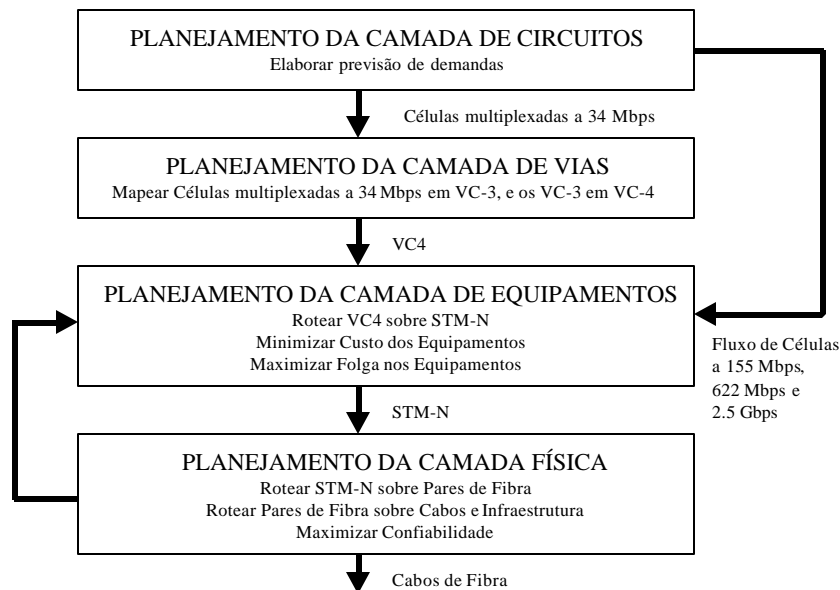 PLANEJAMENTO DA CAMADA DE CIRCUITOS
Elaborar previsão de demandas
Células multiplexadas a 34 Mbps
PLANEJAMENTO DA CAMADA DE VIAS
Mapear Células multiplexadas a 34 Mbps em VC-3, e os VC-3 em VC-4
VC4
PLANEJAMENTO DA CAMADA DE EQUIPAMENTOS
Rotear VC4 sobre STM-N
Minimizar Custo dos Equipamentos
Maximizar Folga nos Equipamentos
Fluxo de Células
a 155 Mbps,
622 Mbps e
2.5 Gbps
STM-N
PLANEJAMENTO DA CAMADA FÍSICA
Rotear STM-N sobre Pares de Fibra
Rotear Pares de Fibra sobre Cabos e Infraestrutura
Maximizar Confiabilidade
Cabos de Fibra